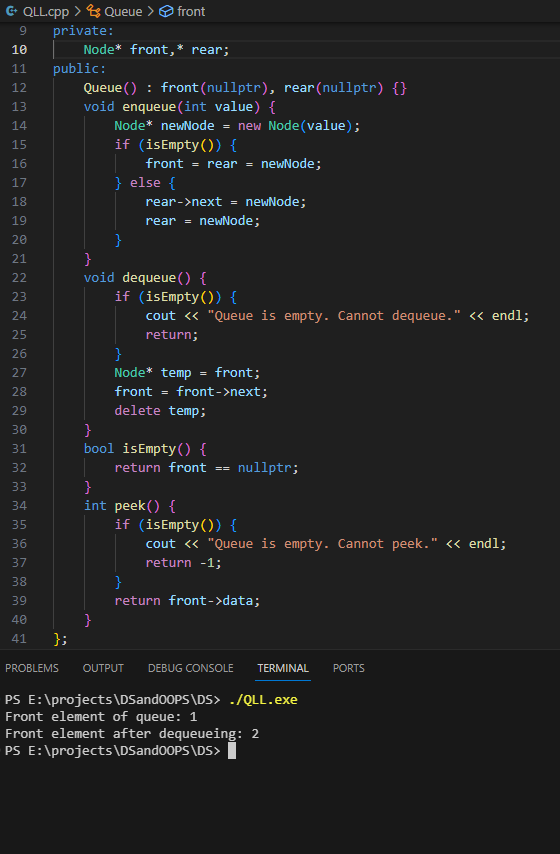 QLL.cpp > Queue > front
9 private:
10     Node* front,* rear;
11 public:
12     Queue() : front(nullptr), rear(nullptr) {}
13     void enqueue(int value) {
14         Node* newNode = new Node(value);
15         if (isEmpty()) {
16             front = rear = newNode;
17         } else {
18             rear->next = newNode;
19             rear = newNode;
20         }
21     }
22     void dequeue() {
23         if (isEmpty()) {
24             cout << "Queue is empty. Cannot dequeue." << endl;
25             return;
26         }
27         Node* temp = front;
28         front = front->next;
29         delete temp;
30     }
31     bool isEmpty() {
32         return front == nullptr;
33     }
34     int peek() {
35         if (isEmpty()) {
36             cout << "Queue is empty. Cannot peek." << endl;
37             return -1;
38         }
39         return front->data;
40     }
41 };
PROBLEMS OUTPUT DEBUG CONSOLE TERMINAL PORTS
PS E:\projects\DSandOOPS\DS> ./QLL.exe
Front element of queue: 1
Front element after dequeueing: 2
PS E:\projects\DSandOOPS\DS>